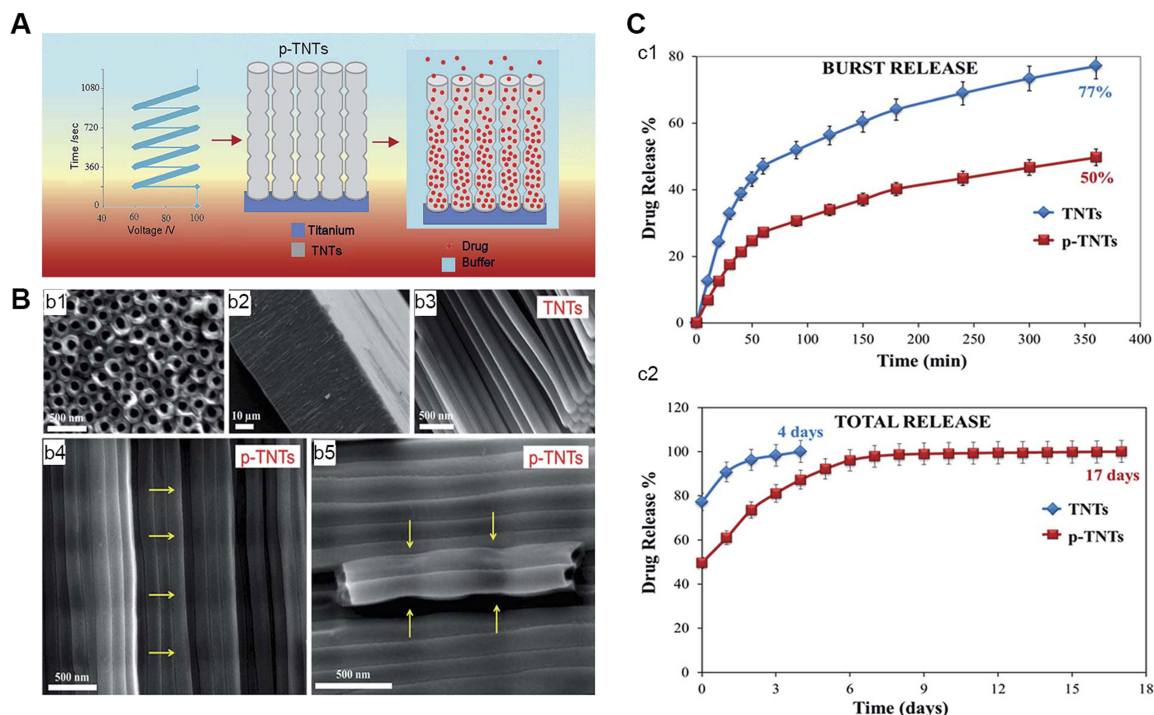 A
p-TNTs
Time /sec
1080
720
360
0
40 60 80 100
Voltage /V
Titanium
TNTs
Drug
Buffer
B
b1
500 nm
b2
10 µm
b3
TNTs
500 nm
b4
p-TNTs
500 nm
b5
p-TNTs
500 nm
C
c1
BURST RELEASE
Drug Release %
80
60
40
20
0
77%
50%
TNTs
p-TNTs
0 50 100 150 200 250 300 350 400
Time (min)
c2
TOTAL RELEASE
Drug Release %
120
100
80
60
40
20
0
4 days
17 days
TNTs
p-TNTs
0 3 6 9 12 15 18
Time (days)